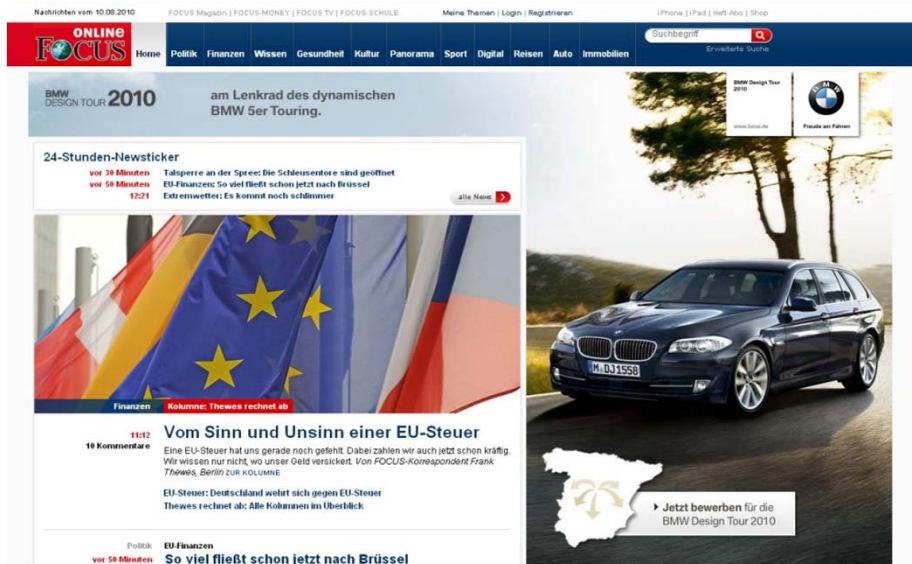 Nachrichten vom 10.08.2010
FOCUS Magazin | FOCUS-MONEY | FOCUS TV | FOCUS-SCHULE
Meine Themen | Login | Registrieren
iPhone | iPad | Heft-Abo | Shop
ONLINE
FOCUS
Home Politik Finanzen Wissen Gesundheit Kultur Panorama Sport Digital Reisen Auto Immobilien
Suchbegriff
Erweiterte Suche
BMW
DESIGN TOUR 2010
am Lenkrad des dynamischen
BMW 5er Touring.
BMW Design Tour
2010
www.bmw.de
BMW
Freude am Fahren
24-Stunden-Newsticker
vor 30 Minuten Talsperre an der Spree: Die Schleusentore sind geöffnet
vor 50 Minuten EU-Finanzen: So viel fließt schon jetzt nach Brüssel
12:21 Extremwetter: Es kommt noch schlimmer
alle News
Finanzen Kolumne: Thewes rechnet ab
11:12
10 Kommentare
Vom Sinn und Unsinn einer EU-Steuer
Eine EU-Steuer hat uns gerade noch gefehlt. Dabei zahlen wir auch jetzt schon kräftig.
Wir wissen nur nicht, wo unser Geld versickert. Von FOCUS-Korrespondent Frank
Thewes, Berlin ZUR KOLUMNE
EU-Steuer: Deutschland wehrt sich gegen EU-Steuer
Thewes rechnet ab: Alle Kolumnen im Überblick
Politik EU-Finanzen
vor 50 Minuten So viel fließt schon jetzt nach Brüssel
M DJ1558
Jetzt bewerben für die
BMW Design Tour 2010